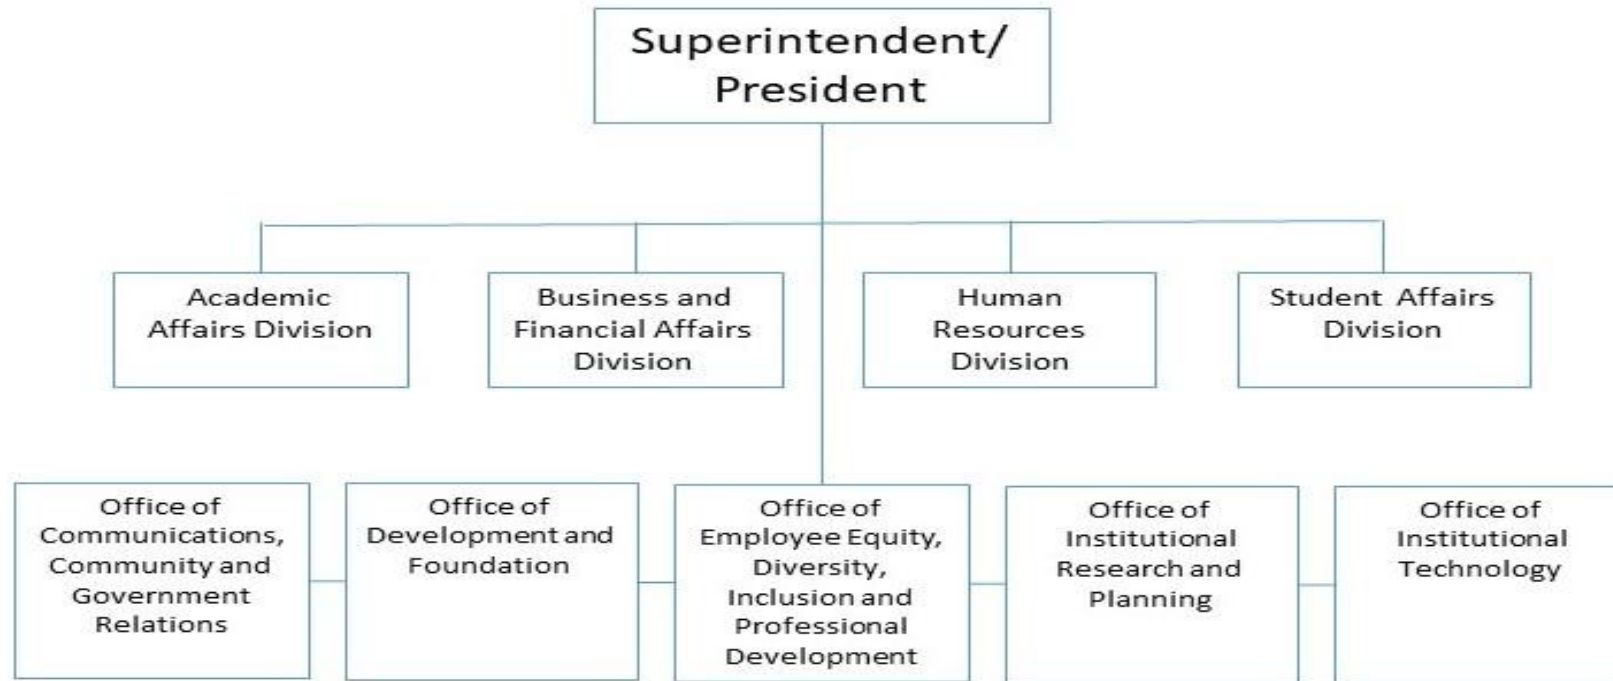 Superintendent/
President
Academic
Affairs Division
Business and
Financial Affairs
Division
Human
Resources
Division
Student Affairs
Division
Office of
Communications,
Community and
Government
Relations
Office of
Development and
Foundation
Office of
Employee Equity,
Diversity,
Inclusion and
Professional
Development
Office of
Institutional
Research and
Planning
Office of
Institutional
Technology